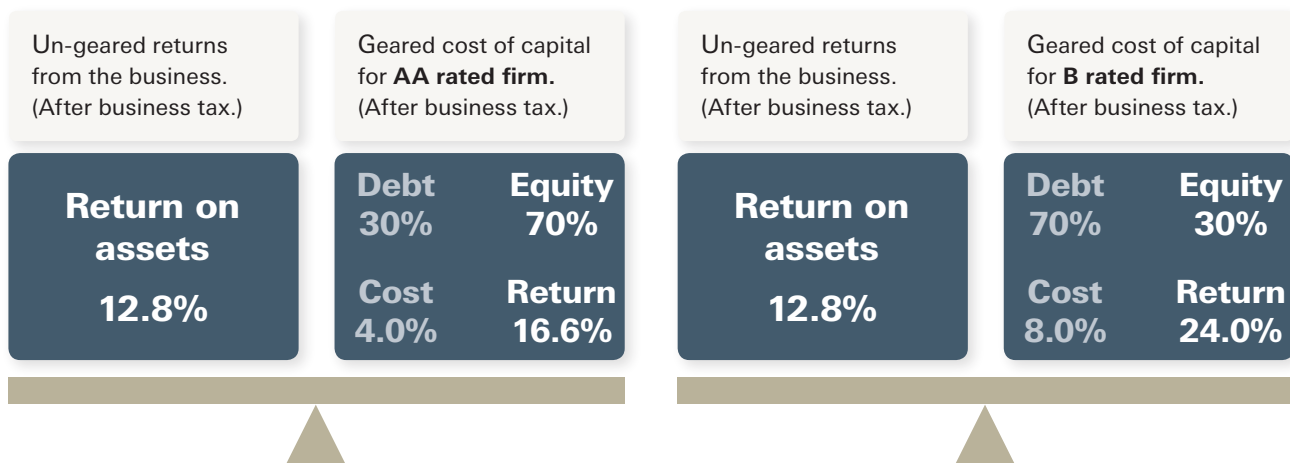 Un-geared returns
from the business.
(After business tax.)
Return on
assets
12.8%
Geared cost of capital
for AA rated firm.
(After business tax.)
Debt Equity
30% 70%
Cost Return
4.0% 16.6%
Un-geared returns
from the business.
(After business tax.)
Return on
assets
12.8%
Geared cost of capital
for B rated firm.
(After business tax.)
Debt Equity
70% 30%
Cost Return
8.0% 24.0%